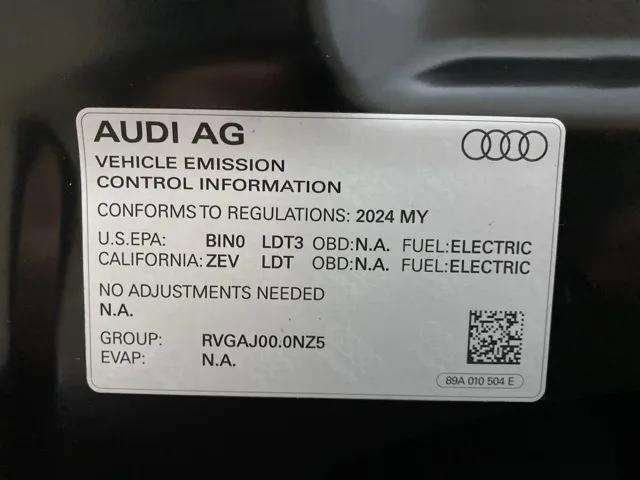 AUDI AG
VEHICLE EMISSION
CONTROL INFORMATION
CONFORMS TO REGULATIONS: 2024 MY
U.S.EPA: BIN0 LDT3 OBD:N.A. FUEL:ELECTRIC
CALIFORNIA: ZEV LDT OBD:N.A. FUEL:ELECTRIC
NO ADJUSTMENTS NEEDED
N.A.
GROUP: RVGAJ00.0NZ5
EVAP: N.A.
89A 010 504 E